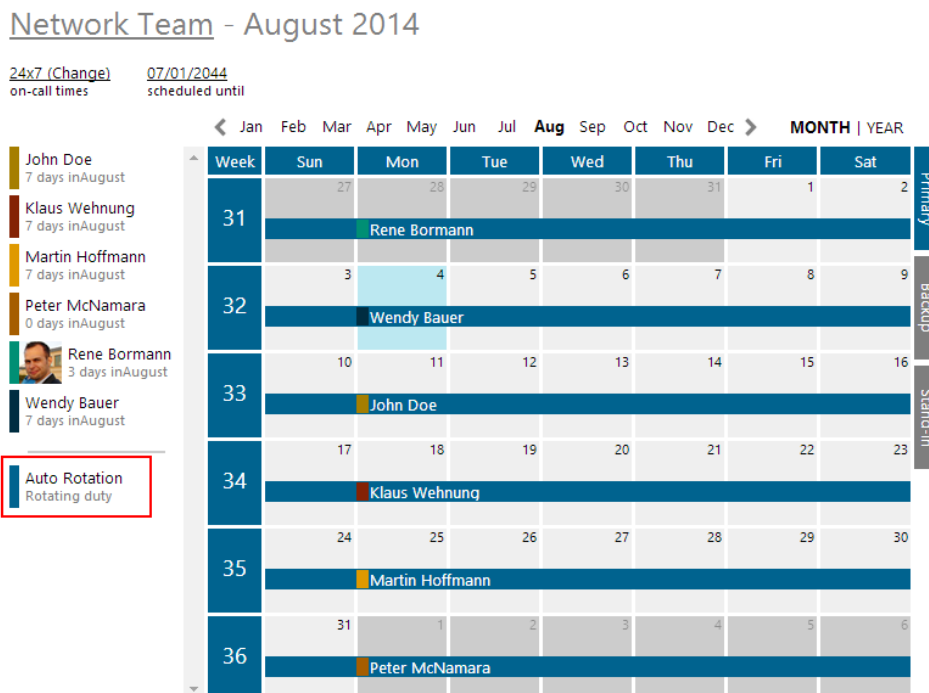 Network Team - August 2014
24x7 (Change) 07/01/2044
on-call times scheduled until
Jan Feb Mar Apr May Jun Jul Aug Sep Oct Nov Dec MONTH | YEAR
John Doe
7 days inAugust
Klaus Wehnung
7 days inAugust
Martin Hoffmann
7 days inAugust
Peter McNamara
0 days inAugust
Rene Bormann
3 days inAugust
Wendy Bauer
7 days inAugust
Auto Rotation
Rotating duty
Week Sun Mon Tue Wed Thu Fri Sat
27 28 29 30 31 1 2
31
Rene Bormann
3 4 5 6 7 8 9
32
Wendy Bauer
10 11 12 13 14 15 16
33
John Doe
17 18 19 20 21 22 23
34
Klaus Wehnung
24 25 26 27 28 29 30
35
Martin Hoffmann
31 1 2 3 4 5 6
36
Peter McNamara
Primary
Backup
Stand-in